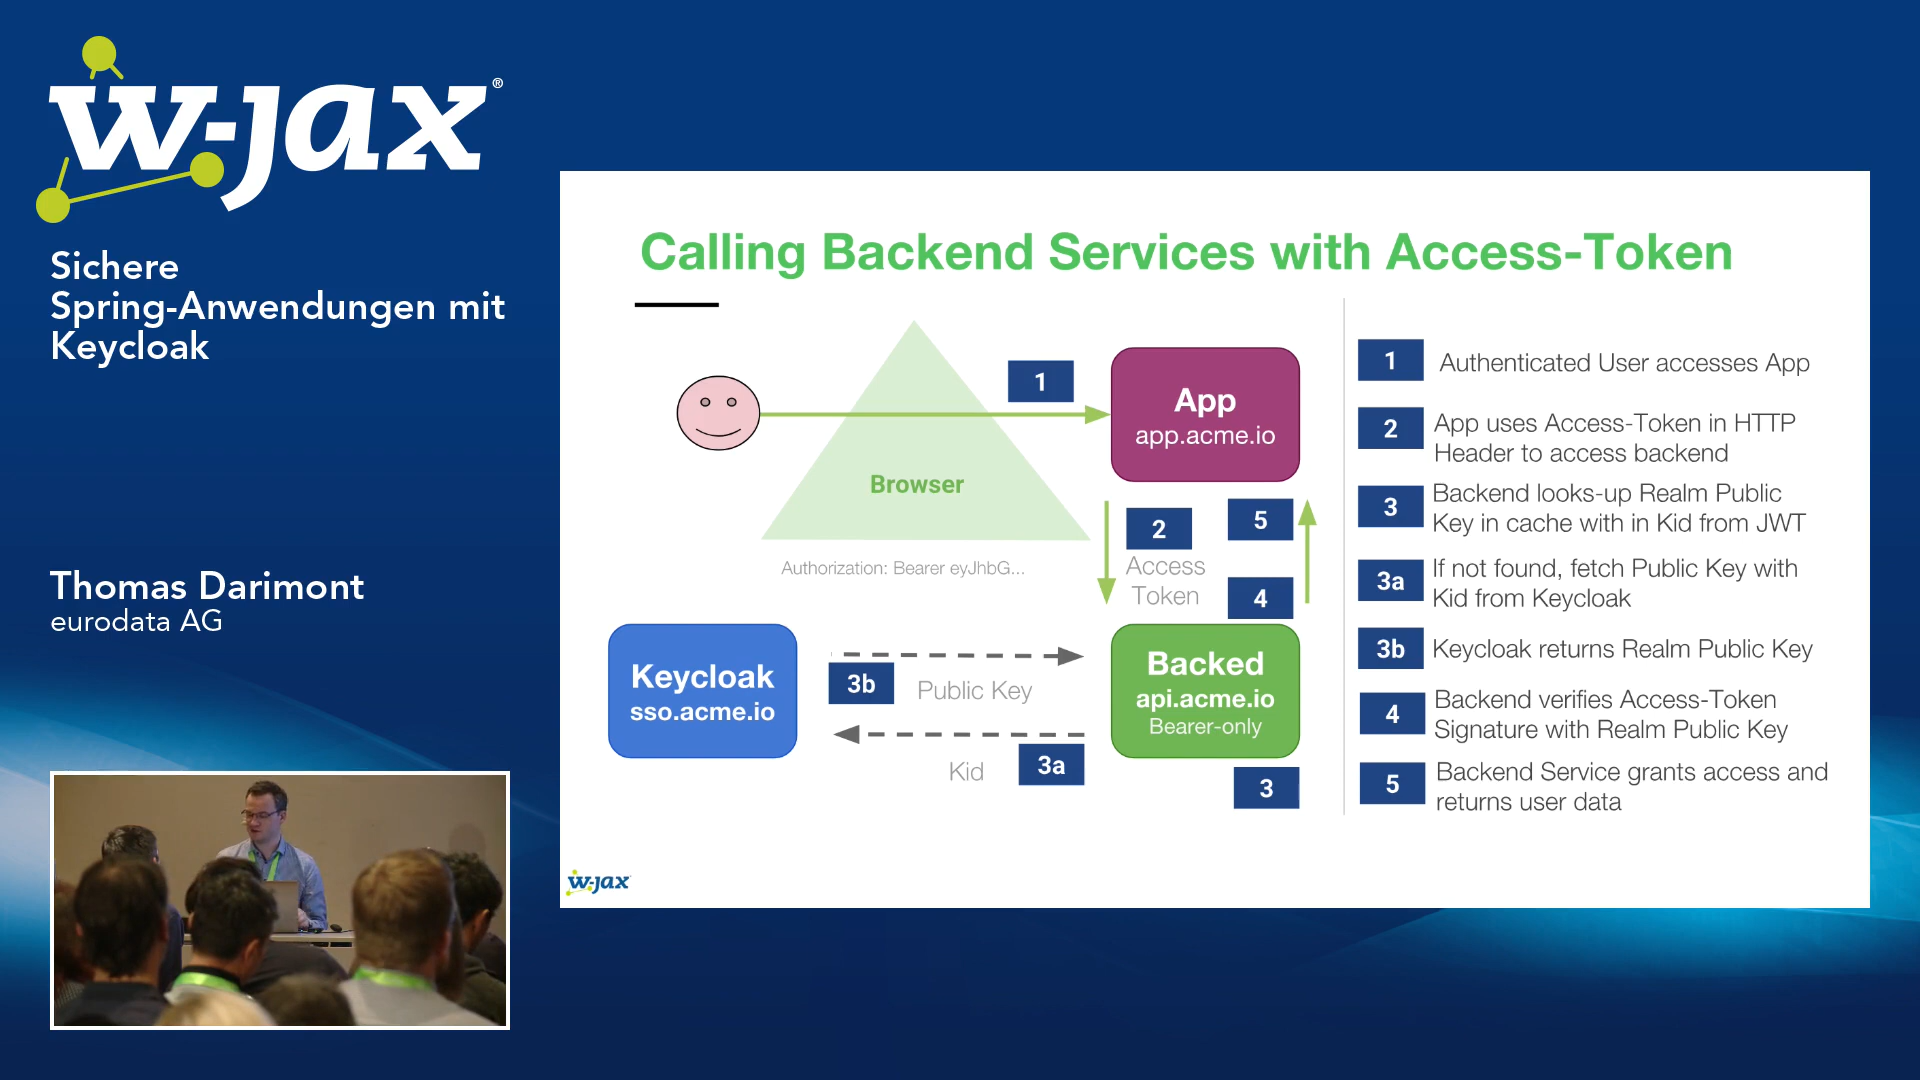 w-jax®
Sichere
Spring-Anwendungen mit
Keycloak
Thomas Darimont
eurodata AG
Calling Backend Services with Access-Token
1
App
app.acme.io
Browser
Authorization: Bearer eyJhbG...
2
Access
Token
5
4
Keycloak
sso.acme.io
3b
Public Key
Kid
3a
Backed
api.acme.io
Bearer-only
3
1
Authenticated User accesses App
2
App uses Access-Token in HTTP
Header to access backend
3
Backend looks-up Realm Public
Key in cache with in Kid from JWT
3a
If not found, fetch Public Key with
Kid from Keycloak
3b
Keycloak returns Realm Public Key
4
Backend verifies Access-Token
Signature with Realm Public Key
5
Backend Service grants access and
returns user data
w-jax